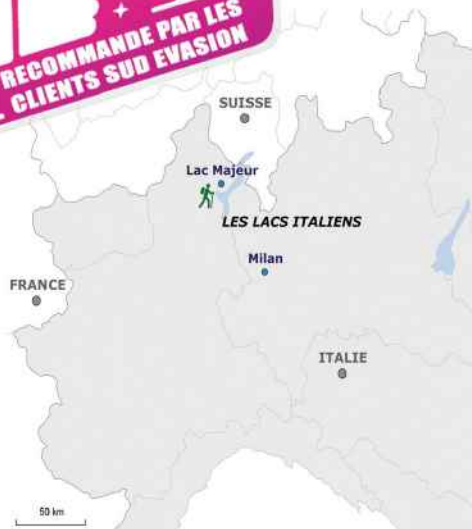 RECOMMANDE PAR LES
CLIENTS SUD EVASION
SUISSE
Lac Majeur
LES LACS ITALIENS
Milan
FRANCE
ITALIE
50 km